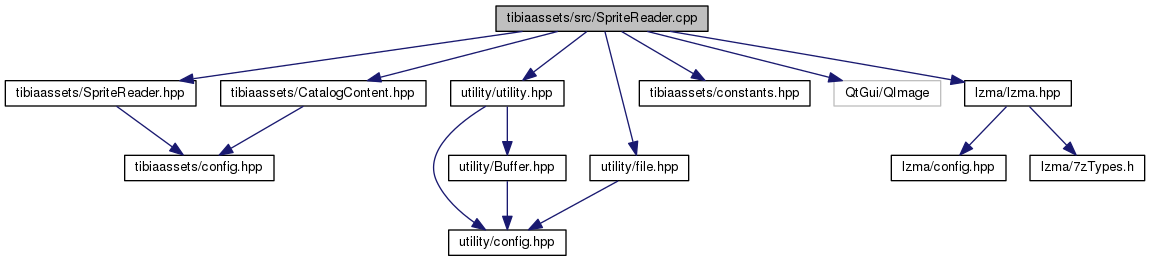 tibiaassets/src/SpriteReader.cpp
tibiaassets/SpriteReader.hpp
tibiaassets/CatalogContent.hpp
utility/utility.hpp
tibiaassets/constants.hpp
QtGui/QImage
lzma/lzma.hpp
tibiaassets/config.hpp
utility/Buffer.hpp
utility/file.hpp
lzma/config.hpp
lzma/7zTypes.h
utility/config.hpp